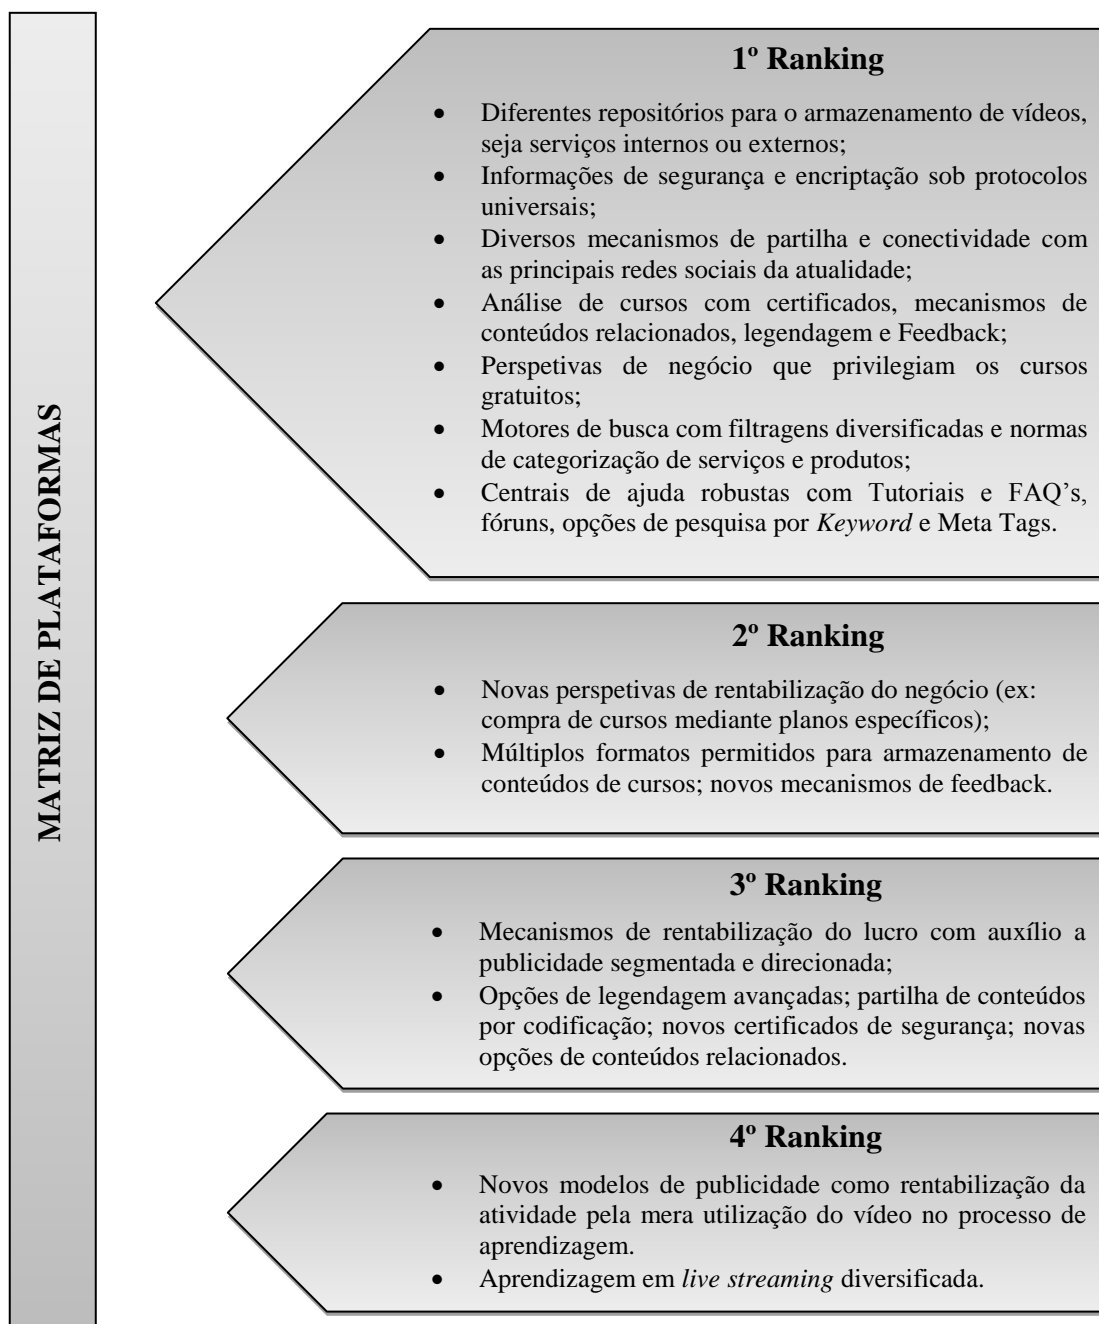 MATRIZ DE PLATAFORMAS
1º Ranking
• Diferentes repositórios para o armazenamento de vídeos,
seja serviços internos ou externos;
• Informações de segurança e encriptação sob protocolos
universais;
• Diversos mecanismos de partilha e conectividade com
as principais redes sociais da atualidade;
• Análise de cursos com certificados, mecanismos de
conteúdos relacionados, legendagem e Feedback;
• Perspetivas de negócio que privilegiam os cursos
gratuitos;
• Motores de busca com filtragens diversificadas e normas
de categorização de serviços e produtos;
• Centrais de ajuda robustas com Tutoriais e FAQ’s,
fóruns, opções de pesquisa por Keyword e Meta Tags.
2º Ranking
• Novas perspetivas de rentabilização do negócio (ex:
compra de cursos mediante planos específicos);
• Múltiplos formatos permitidos para armazenamento de
conteúdos de cursos; novos mecanismos de feedback.
3º Ranking
• Mecanismos de rentabilização do lucro com auxílio a
publicidade segmentada e direcionada;
• Opções de legendagem avançadas; partilha de conteúdos
por codificação; novos certificados de segurança; novas
opções de conteúdos relacionados.
4º Ranking
• Novos modelos de publicidade como rentabilização da
atividade pela mera utilização do vídeo no processo de
aprendizagem.
• Aprendizagem em live streaming diversificada.